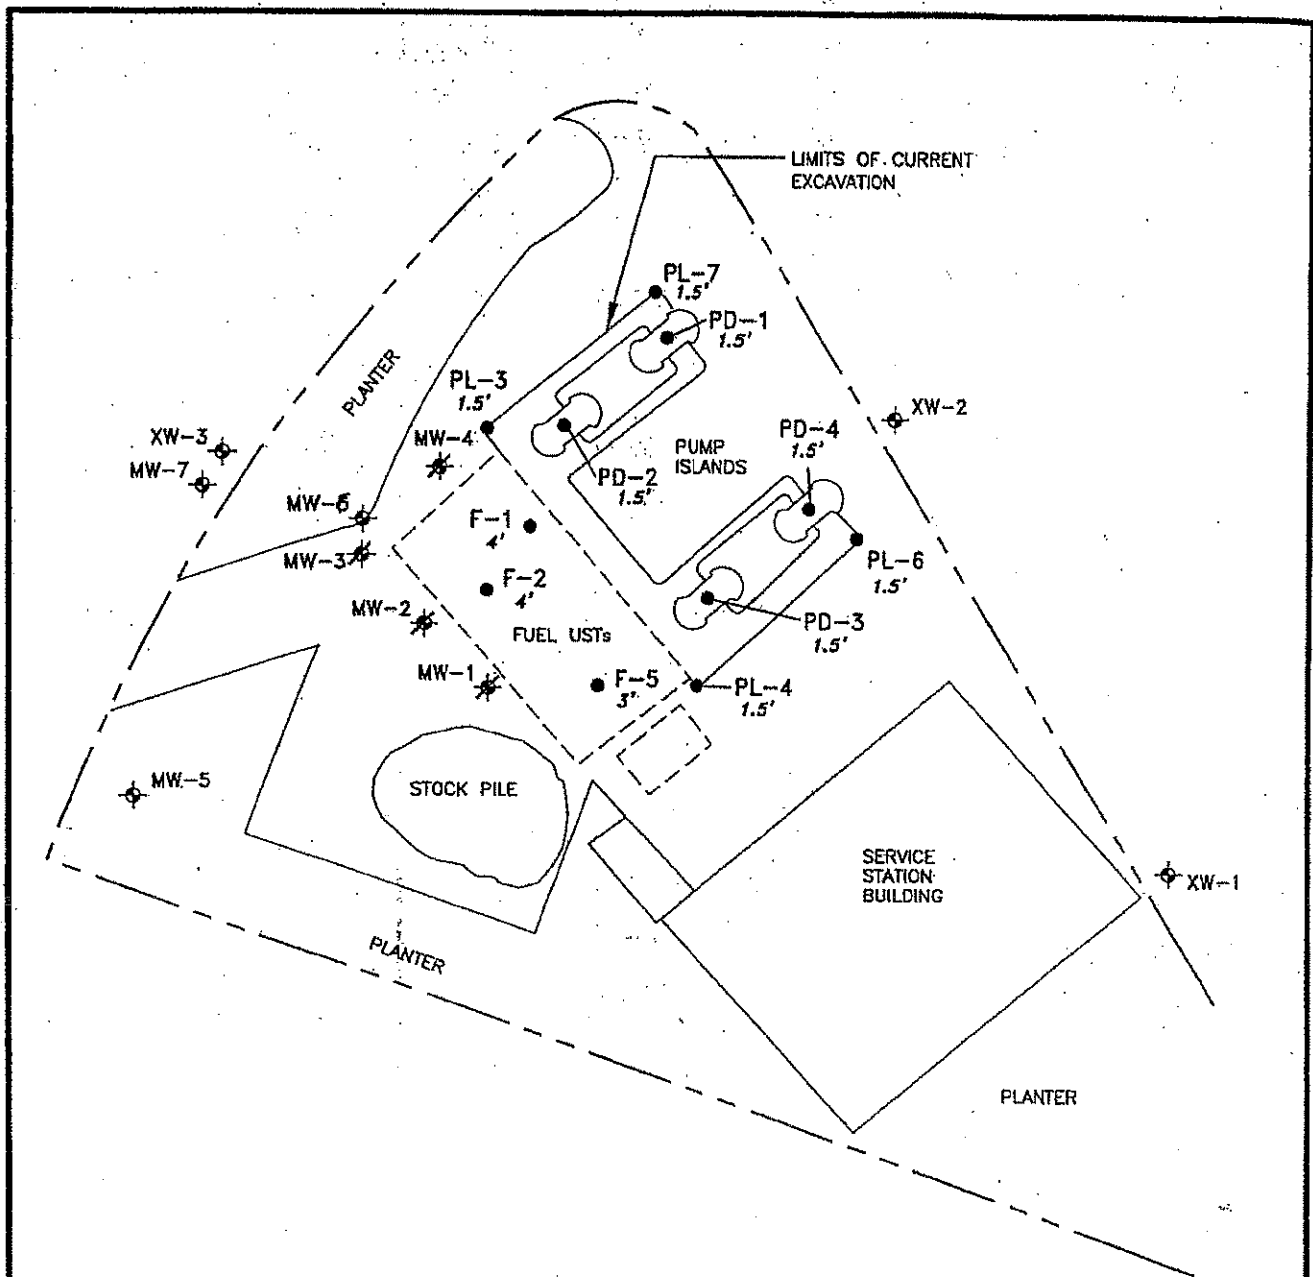 LIMITS OF CURRENT
EXCAVATION
PL-7
1.5'
PD-1
1.5'
PLANTER
PL-3
1.5'
XW-2
XW-3
MW-7
MW-4
PUMP
ISLANDS
PD-4
1.5'
PD-2
1.5'
MW-6
F-1
4'
MW-3
PL-6
1.5'
F-2
4'
MW-2
FUEL USTs
PD-3
1.5'
MW-1
F-5
3'
PL-4
1.5'
MW-5
STOCK PILE
SERVICE
STATION
BUILDING
XW-1
PLANTER
PLANTER